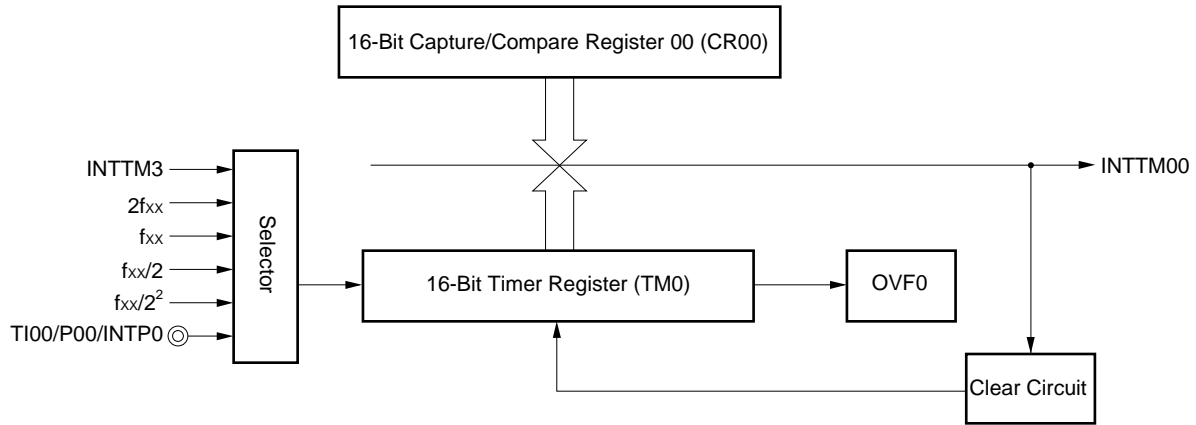 16-Bit Capture/Compare Register 00 (CR00)
INTTM3
INTTM00
2fxx
fxx
fxx/2
fxx/2²
TI00/P00/INTP0
Selector
16-Bit Timer Register (TM0)
OVF0
Clear Circuit